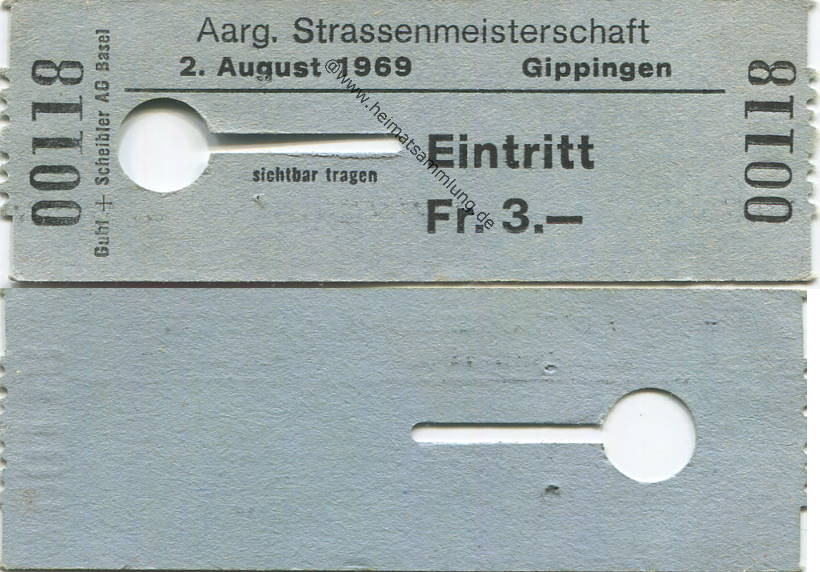 Aarg. Strassenmeisterschaft
2. August 1969 Gippingen
00118
Guhl + Scheibler AG Basel
sichtbar tragen
Eintritt
Fr. 3.—
00118
@www.heimatsammlung.de